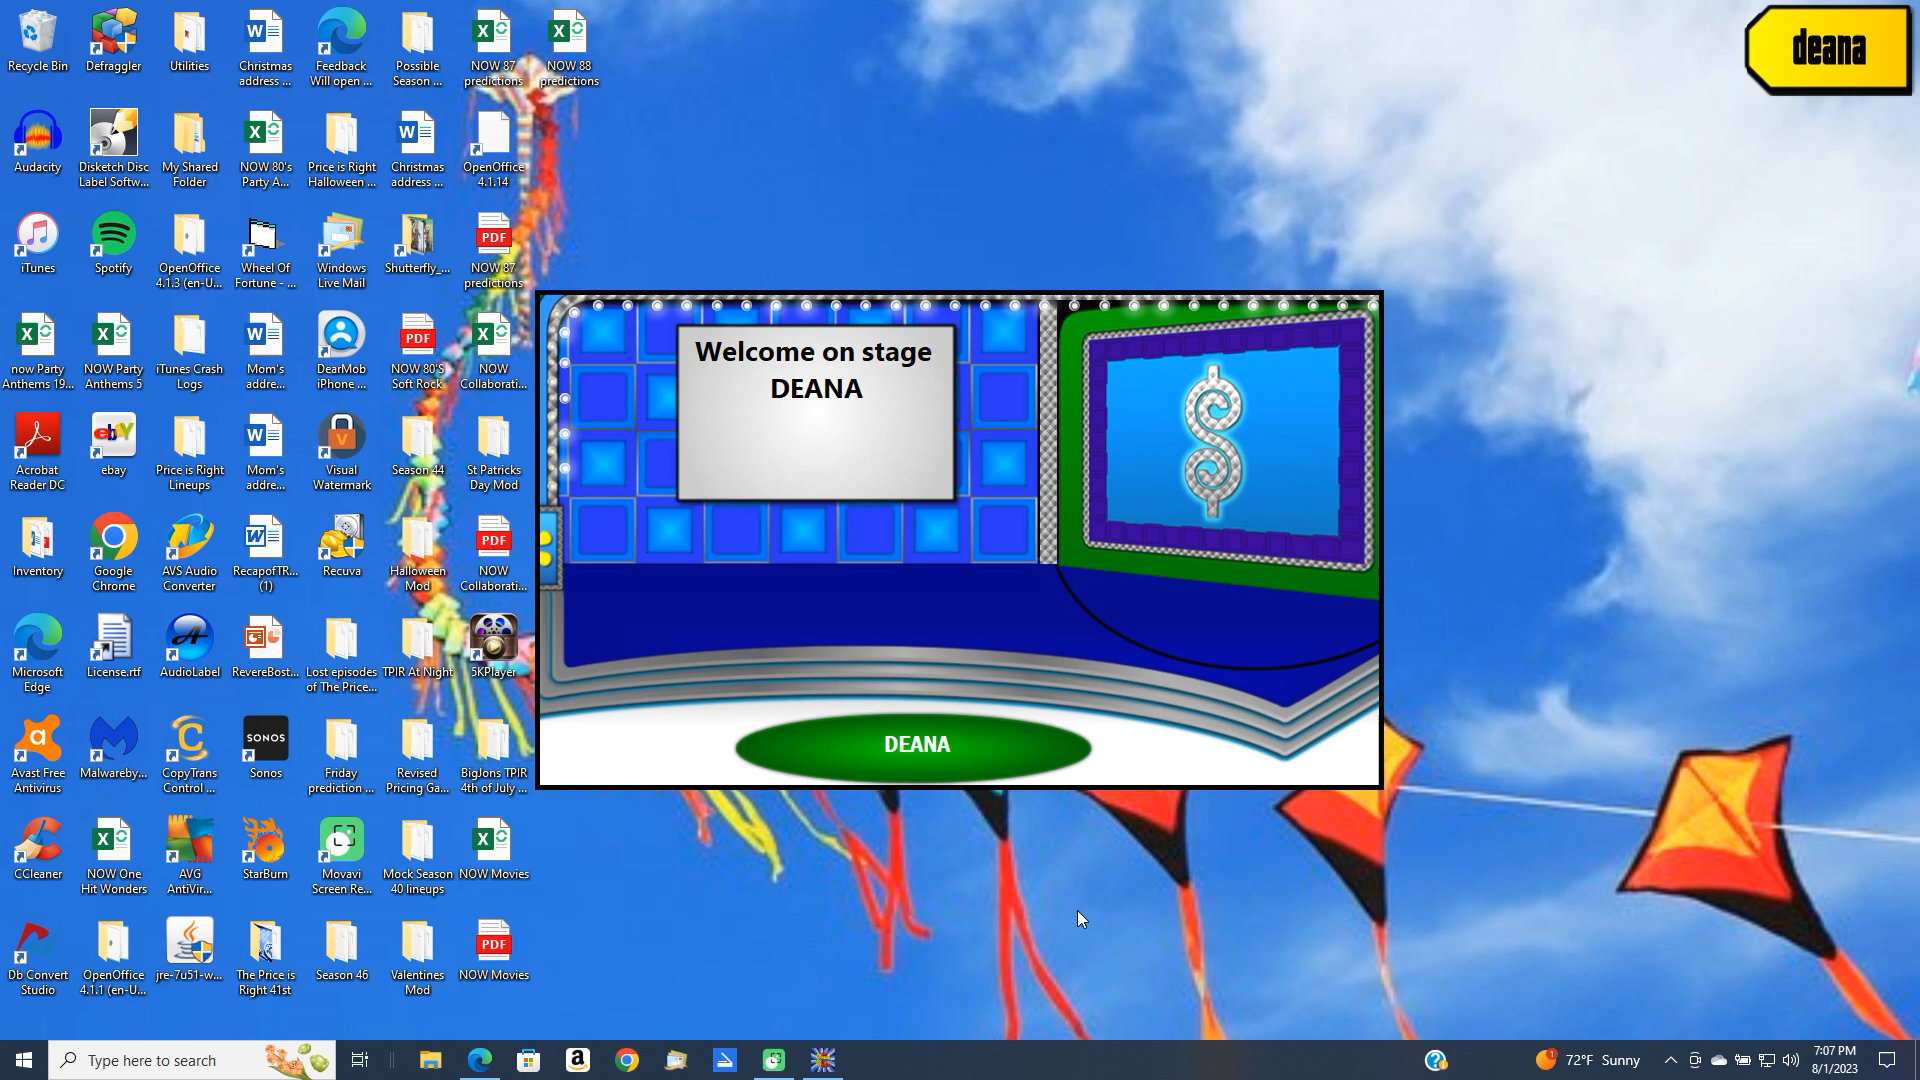 Recycle Bin
Defraggler
Utilities
Christmas
address ...
Feedback
Will open ...
Possible
Season ...
NOW 87
predictions
NOW 88
predictions
deana
Audacity
Disketch Disc
Label Softw...
My Shared
Folder
NOW 80's
Party A...
Price is Right
Halloween ...
Christmas
address ...
OpenOffice
4.1.14
iTunes
Spotify
OpenOffice
4.1.3 (en-U...
Wheel Of
Fortune - ...
Windows
Live Mail
Shutterfly_...
PDF
NOW 87
predictions
now Party
Anthems 19...
NOW Party
Anthems 5
iTunes Crash
Logs
Mom's
addre...
DearMob
iPhone ...
PDF
NOW 80'S
Soft Rock
NOW
Collaborati...
Welcome on stage
DEANA
Acrobat
Reader DC
ebay
ebay
Price is Right
Lineups
Mom's
addre...
Visual
Watermark
Season 44
St Patricks
Day Mod
Inventory
Google
Chrome
AVS Audio
Converter
RecapofTR...
(1)
Recuva
Halloween
Mod
PDF
NOW
Collaborati...
Microsoft
Edge
License.rtf
AudioLabel
RevereBost...
Lost episodes
of The Price...
TPIR At Night
5KPlayer
DEANA
Avast Free
Antivirus
Malwareby...
CopyTrans
Control ...
SONOS
Sonos
Friday
prediction ...
Revised
Pricing Ga...
BigJons TPIR
4th of July ...
CCleaner
NOW One
Hit Wonders
AVG
AntiVir...
StarBurn
Movavi
Screen Re...
Mock Season
40 lineups
NOW Movies
Db Convert
Studio
OpenOffice
4.1.1 (en-U...
jre-7u51-w...
The Price is
Right 41st
Season 46
Valentines
Mod
PDF
NOW Movies
Type here to search
72°F Sunny
7:07 PM
8/1/2023